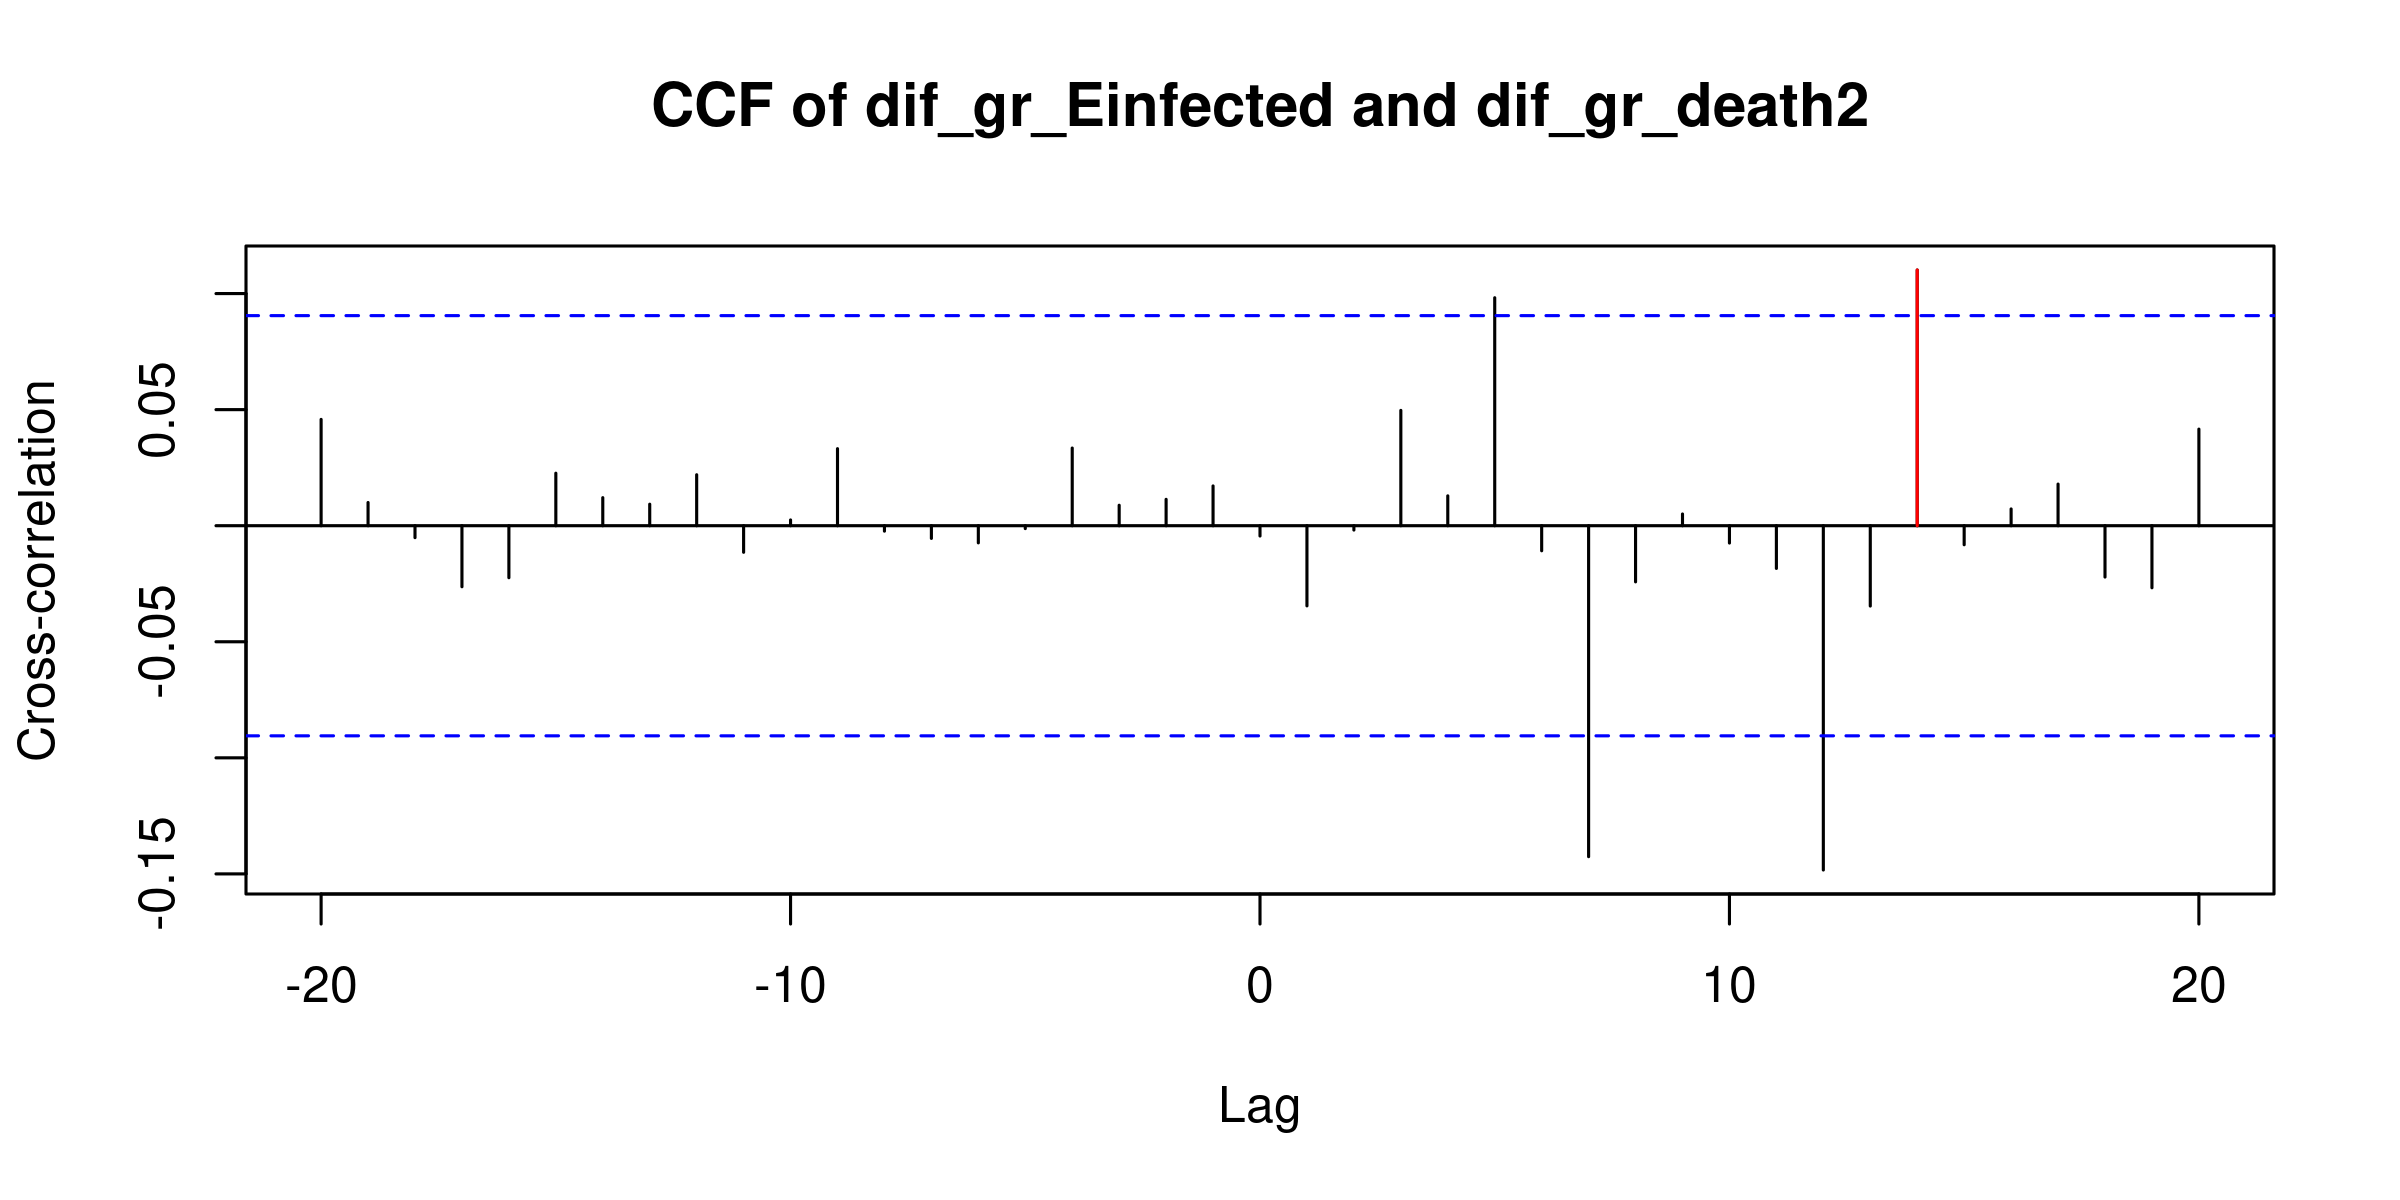 CCF of dif_gr_Einfected and dif_gr_death2
Cross-correlation
0.05
-0.05
-0.15
-20 -10 0 10 20
Lag